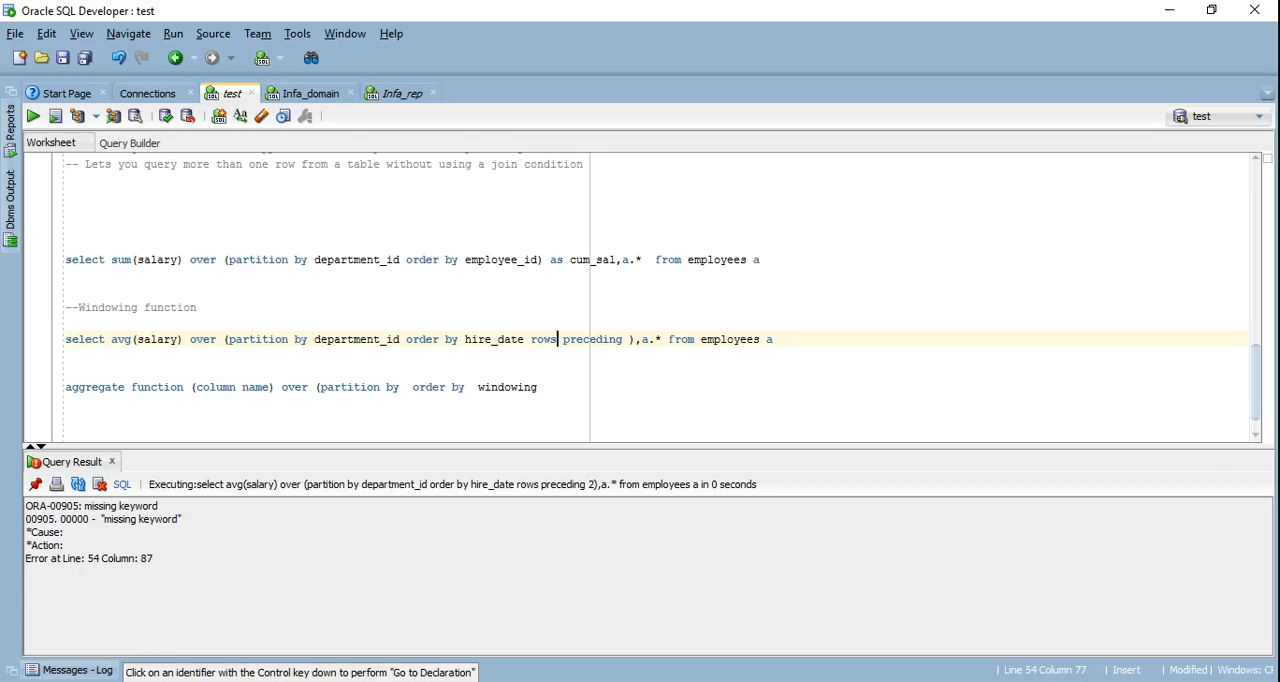 Oracle SQL Developer : test
File Edit View Navigate Run Source Team Tools Window Help
Start Page Connections test Infa_domain Infa_rep
test
Worksheet Query Builder
Reports
Dbms Output
-- Lets you query more than one row from a table without using a join condition
select sum(salary) over (partition by department_id order by employee_id) as cum_sal,a.* from employees a
--Windowing function
select avg(salary) over (partition by department_id order by hire_date rows preceding ),a.* from employees a
aggregate function (column name) over (partition by order by windowing
Query Result
SQL | Executing:select avg(salary) over (partition by department_id order by hire_date rows preceding 2),a.* from employees a in 0 seconds
ORA-00905: missing keyword
00905. 00000 - "missing keyword"
*Cause:
*Action:
Error at Line: 54 Column: 87
Messages - Log Click on an identifier with the Control key down to perform "Go to Declaration" | Line 54 Column 77 | Insert | Modified | Windows: